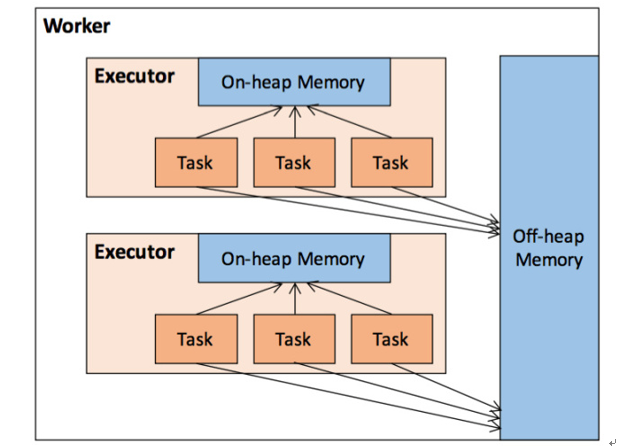 Worker
Executor
On-heap Memory
Task
Task
Task
Executor
On-heap Memory
Task
Task
Task
Off-heap
Memory